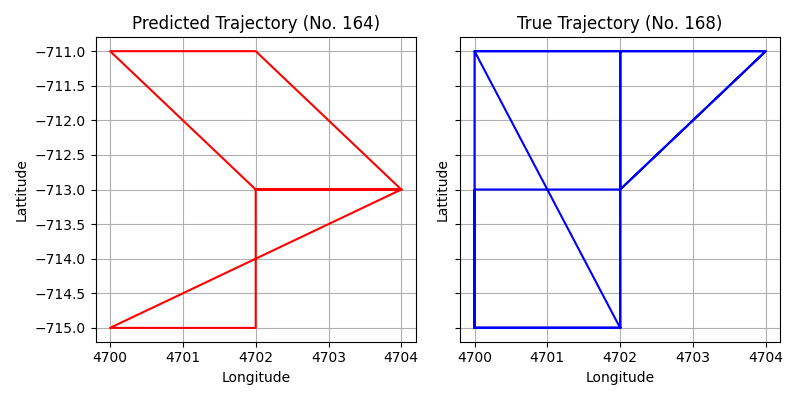 Predicted Trajectory (No. 164)
True Trajectory (No. 168)
−711.0
−711.5
−712.0
−712.5
−713.0
−713.5
−714.0
−714.5
−715.0
Lattitude
Lattitude
4700 4701 4702 4703 4704
4700 4701 4702 4703 4704
Longitude
Longitude